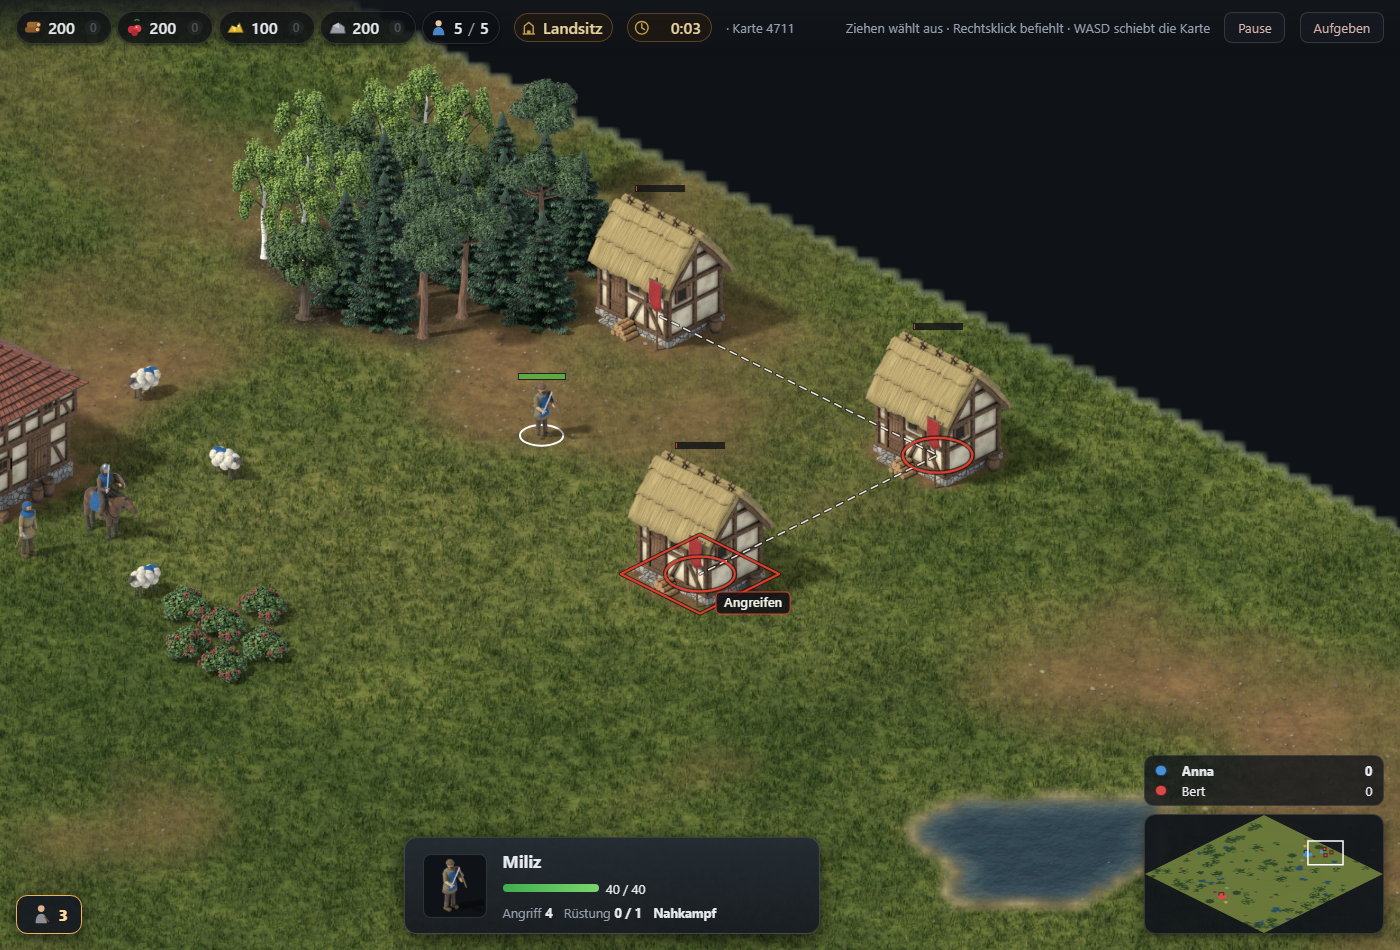 200 0 200 0 100 0 200 0 5 / 5 Landsitz 0:03 · Karte 4711 Ziehen wählt aus · Rechtsklick befiehlt · WASD schiebt die Karte Pause Aufgeben
Angreifen
Anna 0
Bert 0
Miliz
40 / 40
Angriff 4 Rüstung 0 / 1 Nahkampf
3